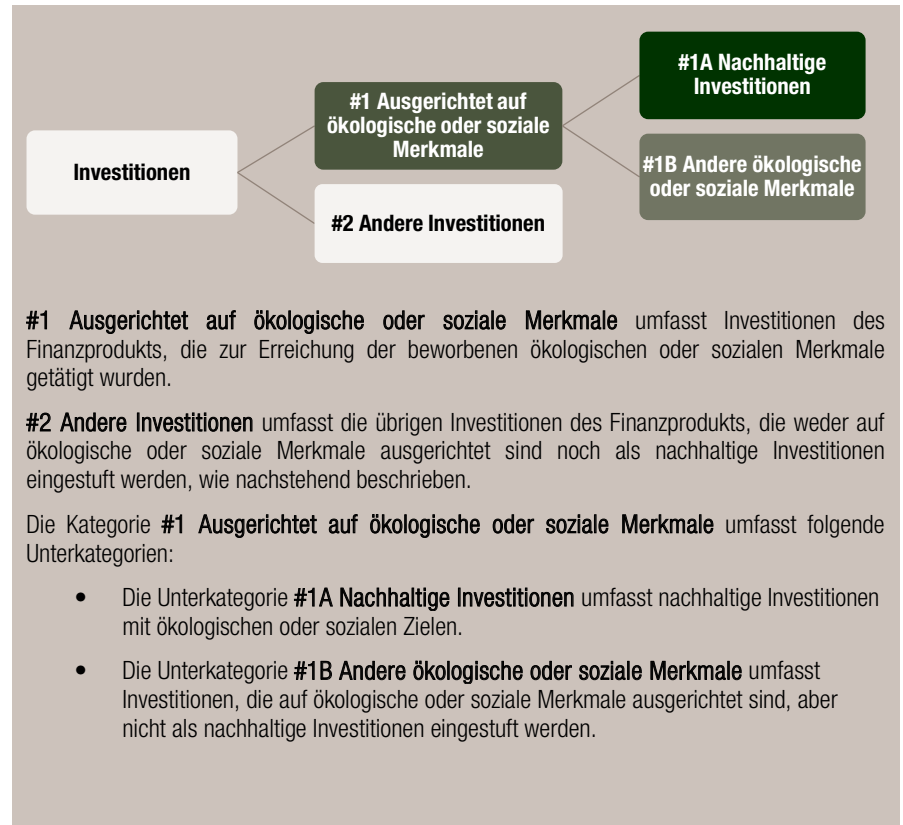 #1A Nachhaltige
Investitionen
#1 Ausgerichtet auf
ökologische oder soziale
Merkmale
#1B Andere ökologische
oder soziale Merkmale
Investitionen
#2 Andere Investitionen
#1 Ausgerichtet auf ökologische oder soziale Merkmale umfasst Investitionen des
Finanzprodukts, die zur Erreichung der beworbenen ökologischen oder sozialen Merkmale
getätigt wurden.
#2 Andere Investitionen umfasst die übrigen Investitionen des Finanzprodukts, die weder auf
ökologische oder soziale Merkmale ausgerichtet sind noch als nachhaltige Investitionen
eingestuft werden, wie nachstehend beschrieben.
Die Kategorie #1 Ausgerichtet auf ökologische oder soziale Merkmale umfasst folgende
Unterkategorien:
• Die Unterkategorie #1A Nachhaltige Investitionen umfasst nachhaltige Investitionen
mit ökologischen oder sozialen Zielen.
• Die Unterkategorie #1B Andere ökologische oder soziale Merkmale umfasst
Investitionen, die auf ökologische oder soziale Merkmale ausgerichtet sind, aber
nicht als nachhaltige Investitionen eingestuft werden.